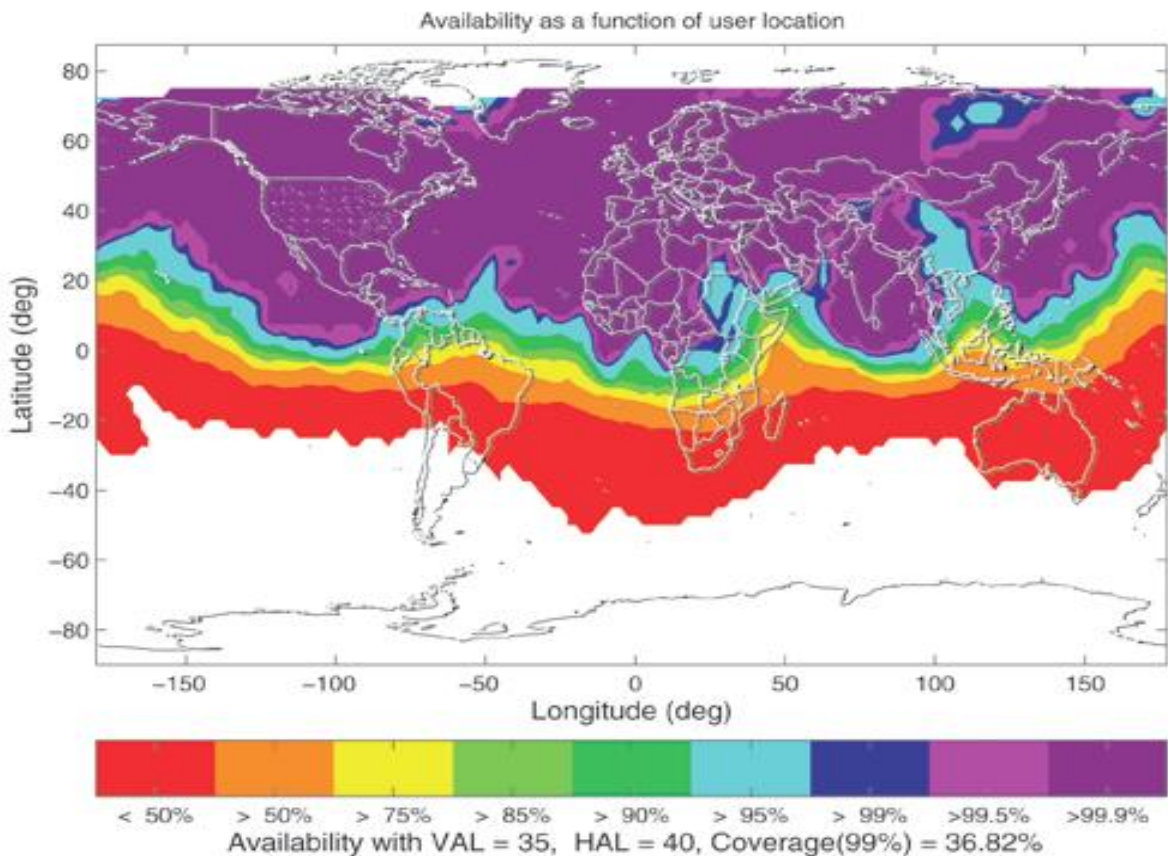 Availability as a function of user location
80
60
40
20
0
−20
−40
−60
−80
Latitude (deg)
−150 −100 −50 0 50 100 150
Longitude (deg)
< 50% > 50% > 75% > 85% > 90% > 95% > 99% >99.5% >99.9%
Availability with VAL = 35, HAL = 40, Coverage(99%) = 36.82%